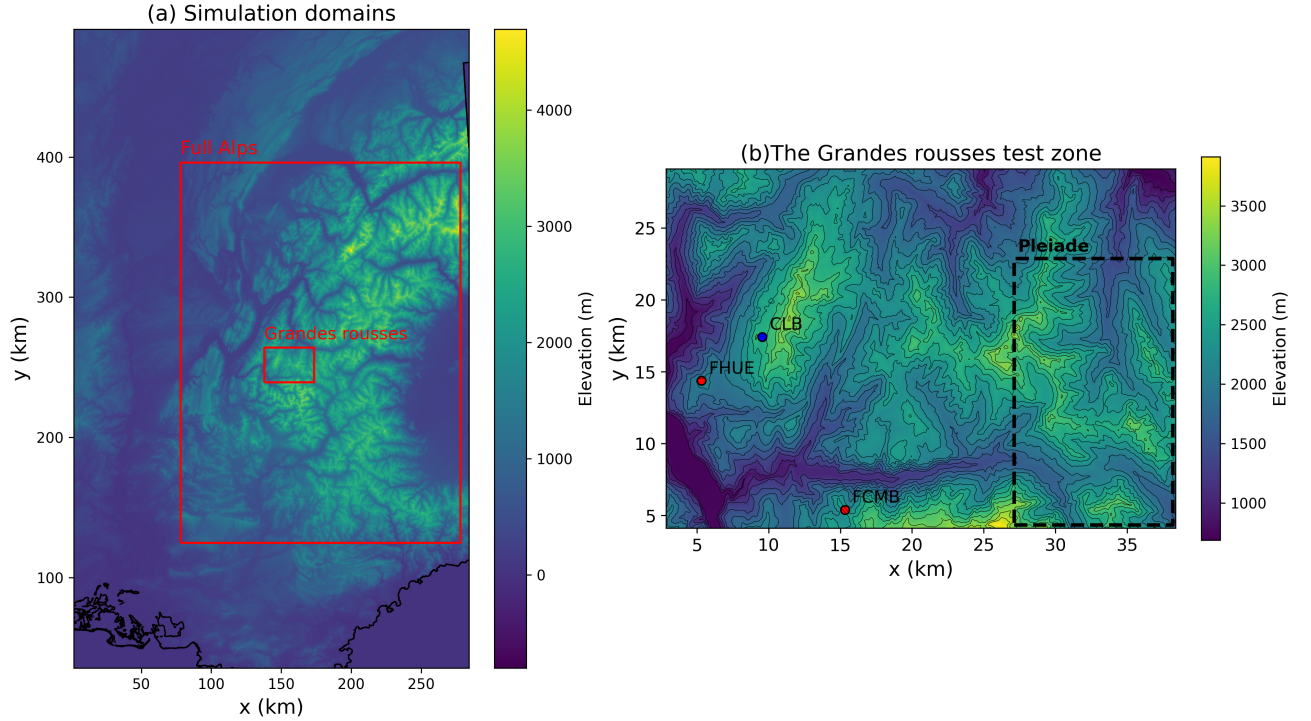 (a) Simulation domains
Full Alps
Grandes rousses
400
300
200
100
y (km)
50
100
150
200
250
x (km)
4000
3000
2000
1000
0
Elevation (m)
(b)The Grandes rousses test zone
Pleiade
CLB
FHUE
FCMB
25
20
15
10
5
y (km)
5
10
15
20
25
30
35
x (km)
3500
3000
2500
2000
1500
1000
Elevation (m)